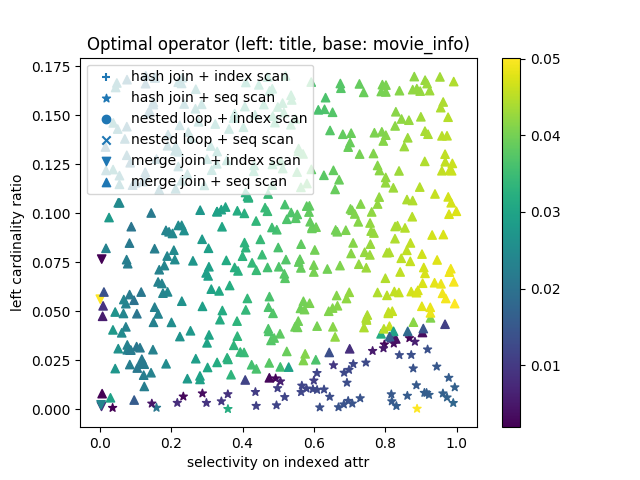 Optimal operator (left: title, base: movie_info)
hash join + index scan
hash join + seq scan
nested loop + index scan
nested loop + seq scan
merge join + index scan
merge join + seq scan
left cardinality ratio
0.175
0.150
0.125
0.100
0.075
0.050
0.025
0.000
0.0 0.2 0.4 0.6 0.8 1.0
selectivity on indexed attr
0.05
0.04
0.03
0.02
0.01